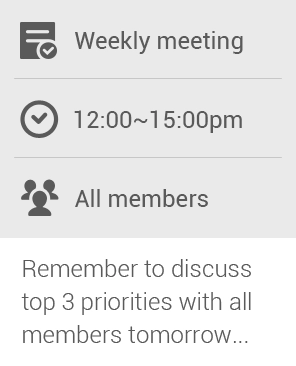 Weekly meeting
12:00~15:00pm
All members
Remember to discuss
top 3 priorities with all
members tomorrow...